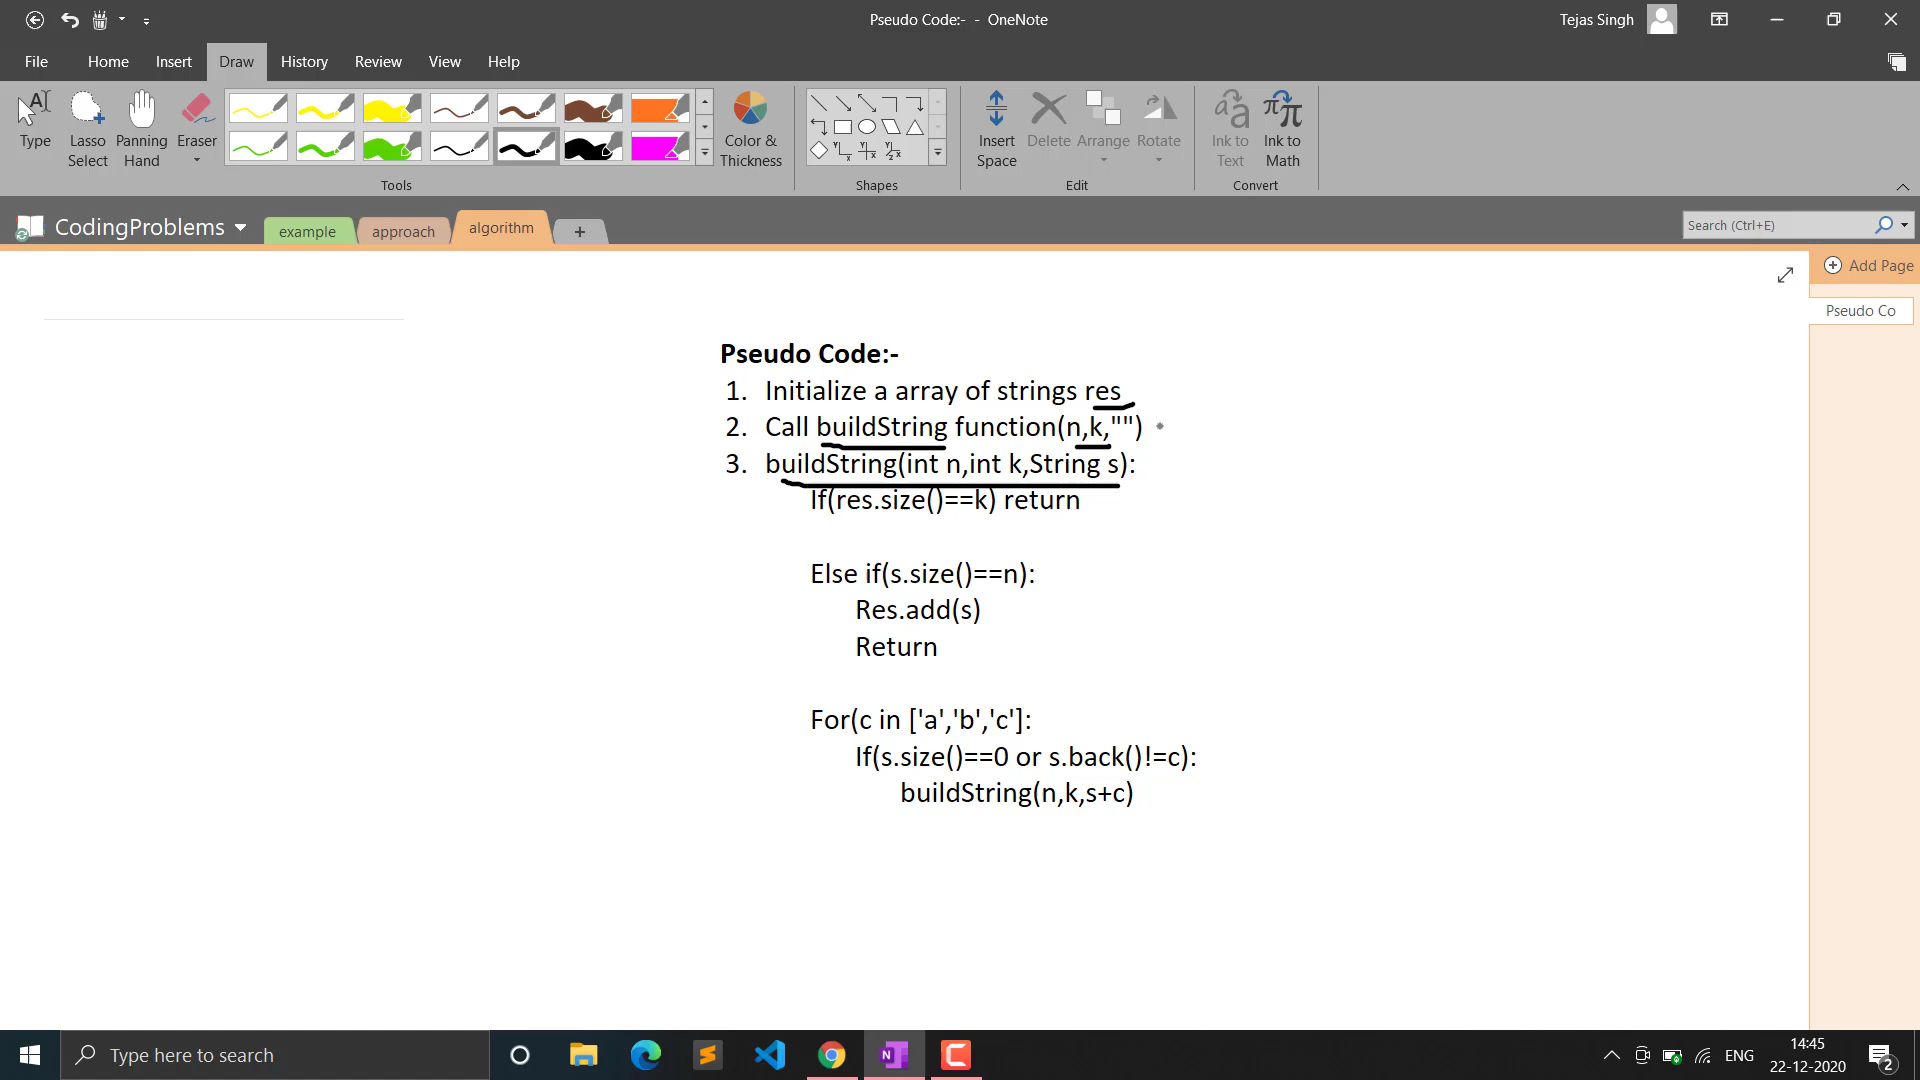 Pseudo Code:- - OneNote
Tejas Singh
File Home Insert Draw History Review View Help
Type
Lasso Select
Panning Hand
Eraser
Color & Thickness
Insert Space
Delete
Arrange
Rotate
Ink to Text
Ink to Math
Tools Shapes Edit Convert
CodingProblems
example approach algorithm +
Search (Ctrl+E)
Add Page
Pseudo Co
Pseudo Code:-
1. Initialize a array of strings res
2. Call buildString function(n,k,"")
3. buildString(int n,int k,String s):
If(res.size()==k) return
Else if(s.size()==n):
Res.add(s)
Return
For(c in ['a','b','c']:
If(s.size()==0 or s.back()!=c):
buildString(n,k,s+c)
Type here to search
ENG
14:45
22-12-2020
2